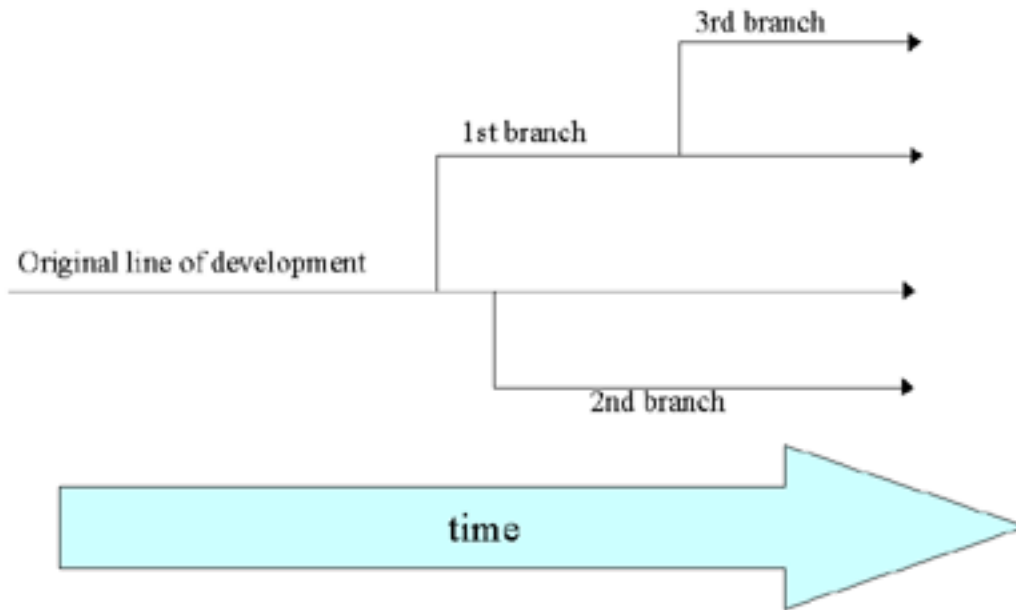 3rd branch
1st branch
Original line of development
2nd branch
time